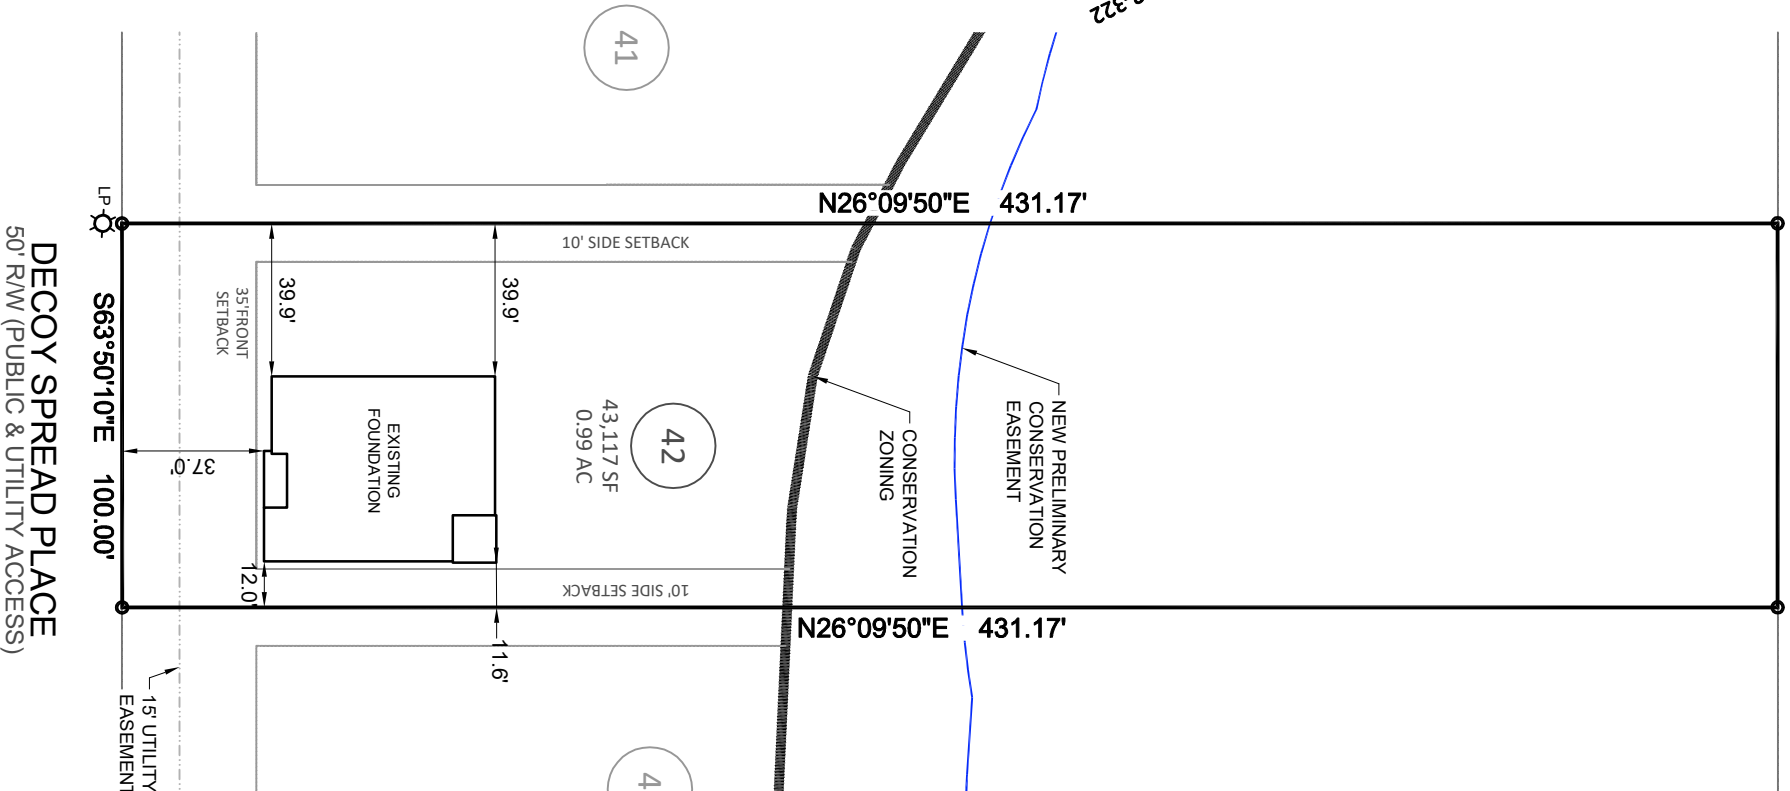 322
41
N26°09'50"E 431.17'
10' SIDE SETBACK
LP
39.9'
39.9'
35'FRONT
SETBACK
DECOY SPREAD PLACE
50' R/W (PUBLIC & UTILITY ACCESS)
S63°50'10"E 100.00'
EXISTING
FOUNDATION
37.0'
42
43,117 SF
0.99 AC
CONSERVATION
ZONING
NEW PRELIMINARY
CONSERVATION
EASEMENT
12.0'
10' SIDE SETBACK
N26°09'50"E 431.17'
11.6'
15' UTILITY
EASEMENT
4